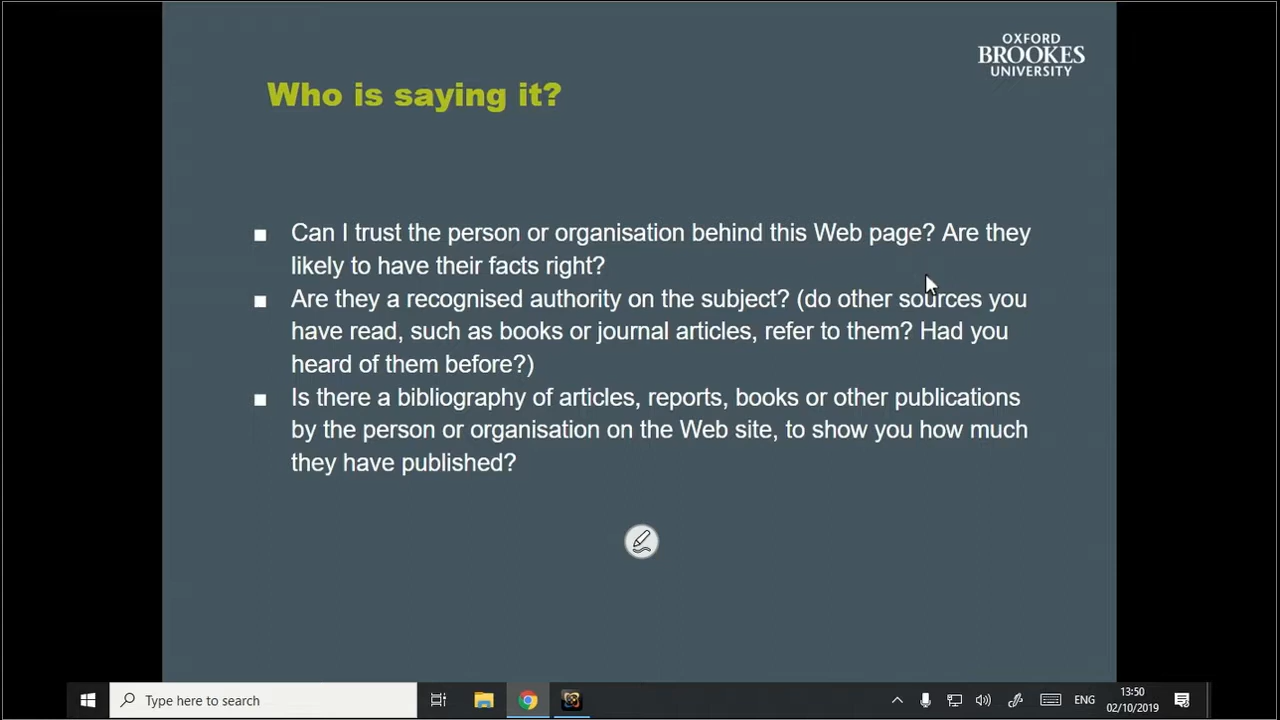 OXFORD
BROOKES
UNIVERSITY
Who is saying it?
Can I trust the person or organisation behind this Web page? Are they
likely to have their facts right?
Are they a recognised authority on the subject? (do other sources you
have read, such as books or journal articles, refer to them? Had you
heard of them before?)
Is there a bibliography of articles, reports, books or other publications
by the person or organisation on the Web site, to show you how much
they have published?
Type here to search
ENG
13:50
02/10/2019